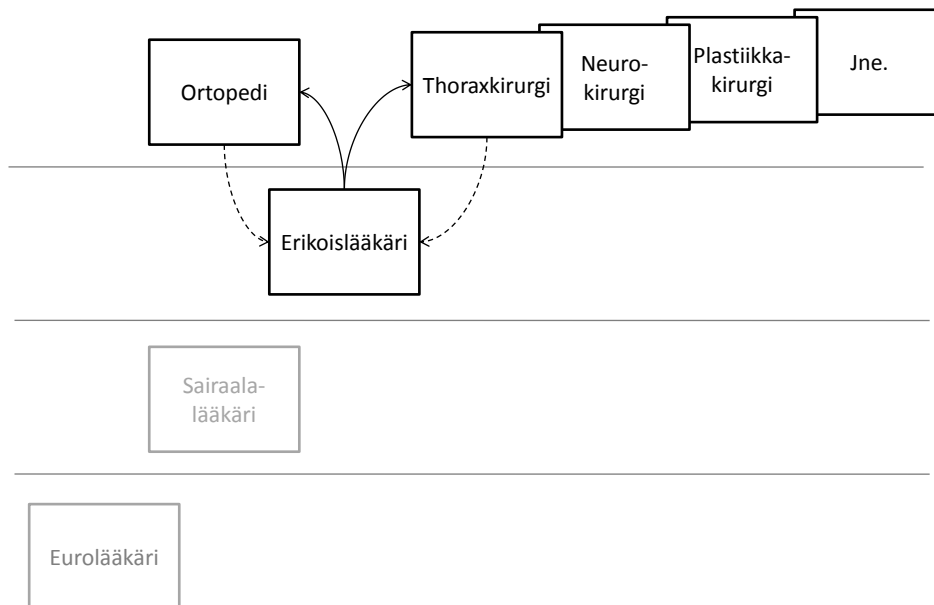 Ortopedi
Thoraxkirurgi
Neuro-
kirurgi
Plastiikka-
kirurgi
Jne.
Erikoislääkäri
Sairaala-
lääkäri
Eurolääkäri